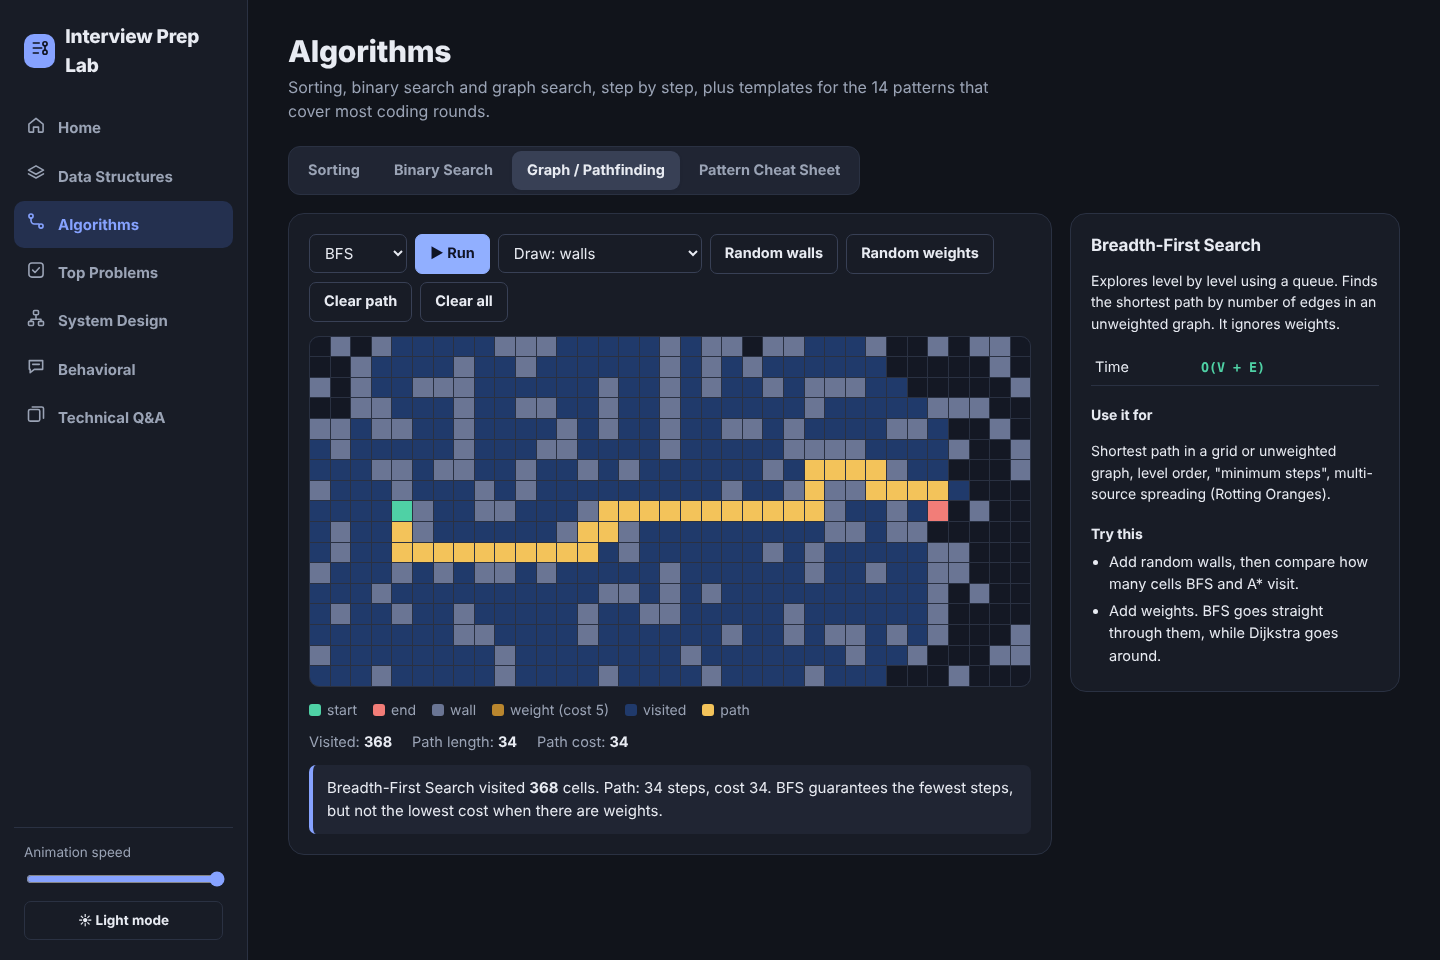 Interview Prep
Lab
Home
Data Structures
Algorithms
Top Problems
System Design
Behavioral
Technical Q&A
Animation speed
☀ Light mode
Algorithms
Sorting, binary search and graph search, step by step, plus templates for the 14 patterns that
cover most coding rounds.
Sorting
Binary Search
Graph / Pathfinding
Pattern Cheat Sheet
BFS
▶ Run
Draw: walls
Random walls
Random weights
Clear path
Clear all
start
end
wall
weight (cost 5)
visited
path
Visited: 368
Path length: 34
Path cost: 34
Breadth-First Search visited 368 cells. Path: 34 steps, cost 34. BFS guarantees the fewest steps,
but not the lowest cost when there are weights.
Breadth-First Search
Explores level by level using a queue. Finds
the shortest path by number of edges in an
unweighted graph. It ignores weights.
Time O(V + E)
Use it for
Shortest path in a grid or unweighted
graph, level order, "minimum steps", multi-
source spreading (Rotting Oranges).
Try this
• Add random walls, then compare how
many cells BFS and A* visit.
• Add weights. BFS goes straight
through them, while Dijkstra goes
around.